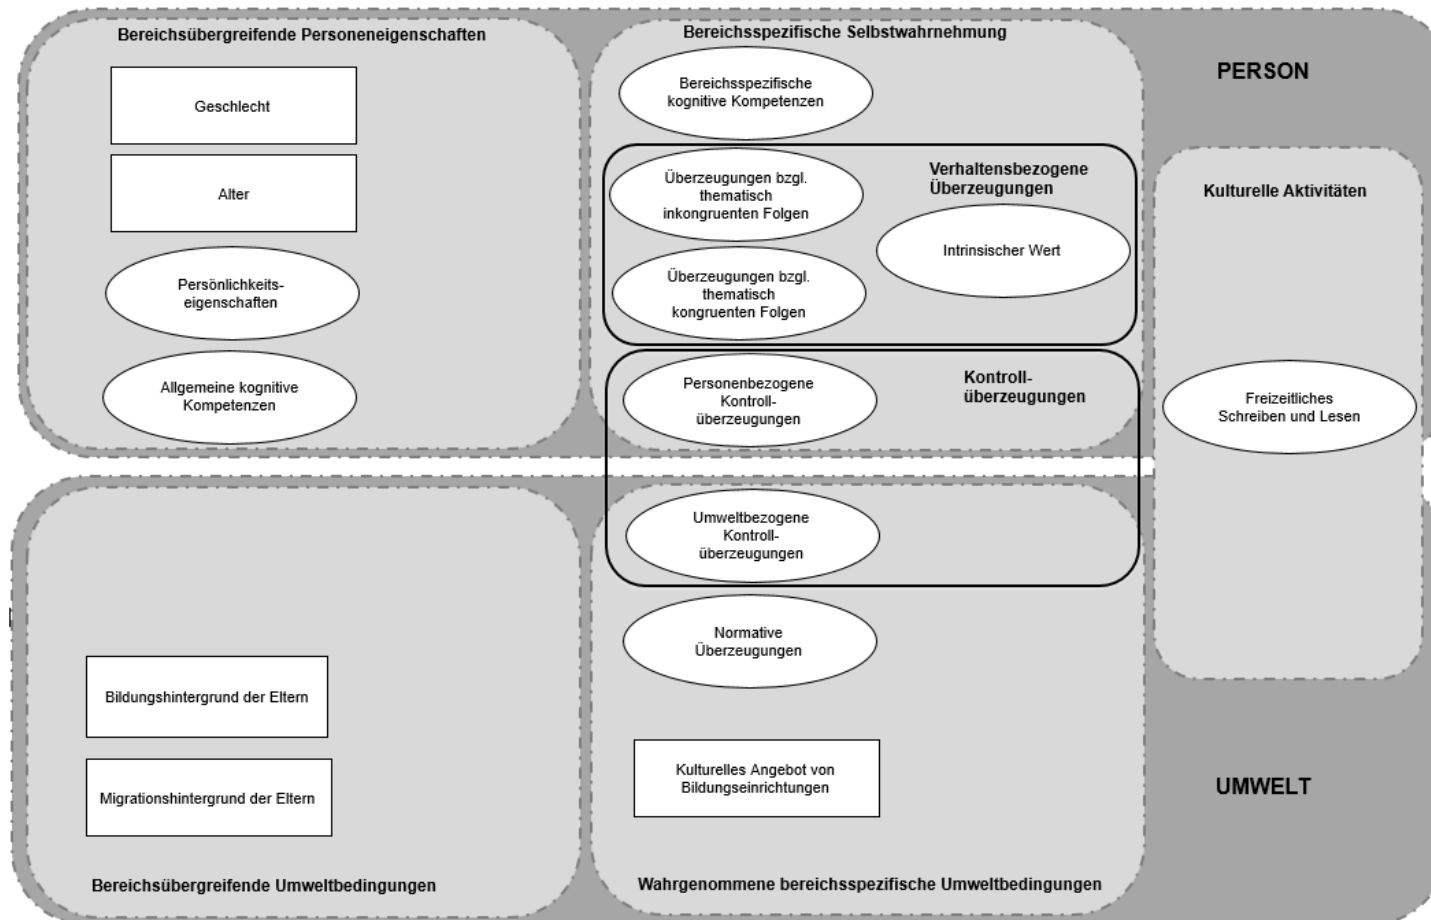 Bereichsübergreifende Personeneigenschaften
Geschlecht
Alter
Persönlichkeits-
eigenschaften
Allgemeine kognitive
Kompetenzen
Bereichsspezifische Selbstwahrnehmung
Bereichsspezifische
kognitive Kompetenzen
Verhaltensbezogene
Überzeugungen
Überzeugungen bzgl.
thematisch
inkongruenten Folgen
Intrinsischer Wert
Überzeugungen bzgl.
thematisch
kongruenten Folgen
Personenbezogene
Kontroll-
überzeugungen
Kontroll-
überzeugungen
PERSON
Kulturelle Aktivitäten
Freizeitliches
Schreiben und Lesen
Bildungshintergrund der Eltern
Migrationshintergrund der Eltern
Bereichsübergreifende Umweltbedingungen
Umweltbezogene
Kontroll-
überzeugungen
Normative
Überzeugungen
Kulturelles Angebot von
Bildungseinrichtungen
Wahrgenommene bereichsspezifische Umweltbedingungen
UMWELT